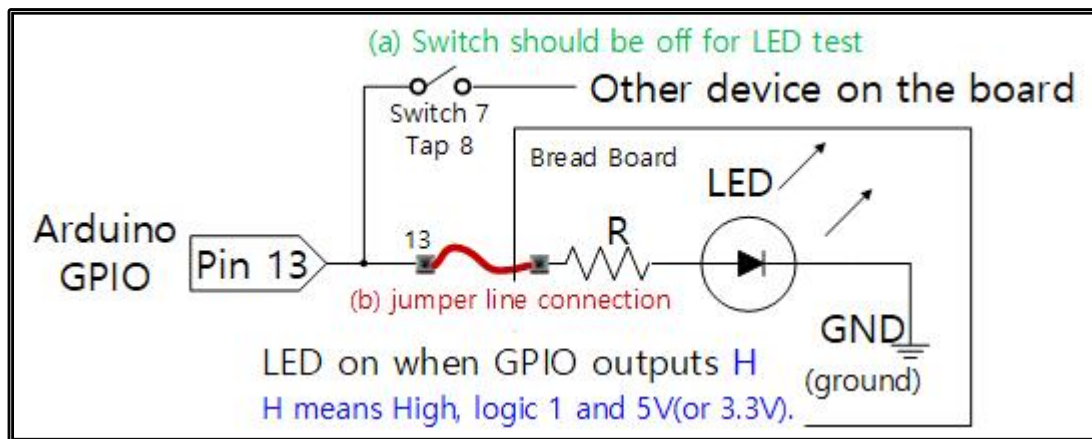 (a) Switch should be off for LED test
Other device on the board
Switch 7
Tap 8
Bread Board
LED
Arduino
GPIO
Pin 13
13
R
(b) jumper line connection
GND
(ground)
LED on when GPIO outputs H
H means High, logic 1 and 5V(or 3.3V).